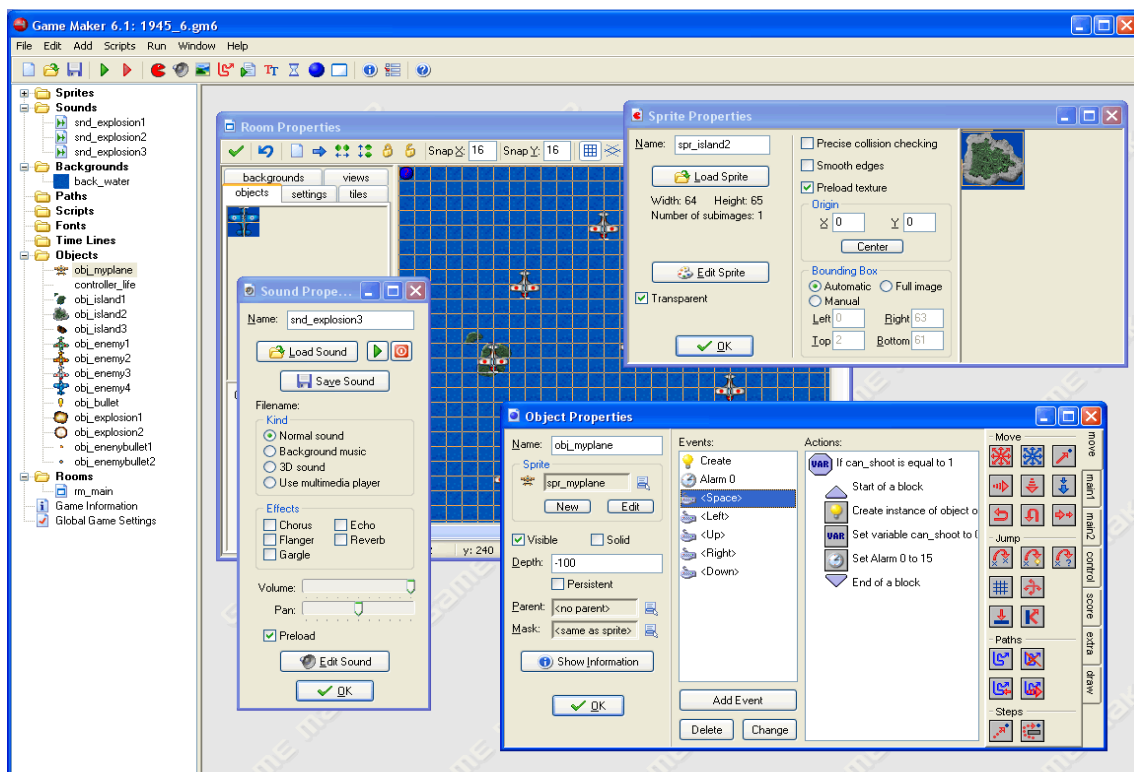 Game Maker 6.1: 1945_6.gm6
File Edit Add Scripts Run Window Help
Sprites
Sounds
snd_explosion1
snd_explosion2
snd_explosion3
Backgrounds
back_water
Paths
Scripts
Fonts
Time Lines
Objects
obj_myplane
controller_life
obj_island1
obj_island2
obj_island3
obj_enemy1
obj_enemy2
obj_enemy3
obj_enemy4
obj_bullet
obj_explosion1
obj_explosion2
obj_enenybullet1
obj_enemybullet2
Rooms
rm_main
Game Information
Global Game Settings
Room Properties
Snap X: 16 Snap Y: 16
backgrounds views
objects settings tiles
y: 240
Sound Prope...
Name: snd_explosion3
Load Sound
Save Sound
Filename:
Kind
Normal sound
Background music
3D sound
Use multimedia player
Effects
Chorus Echo
Flanger Reverb
Gargle
Volume:
Pan:
Preload
Edit Sound
OK
Sprite Properties
Name: spr_island2
Load Sprite
Width: 64 Height: 65
Number of subimages: 1
Edit Sprite
Transparent
OK
Precise collision checking
Smooth edges
Preload texture
Origin
X 0 Y 0
Center
Bounding Box
Automatic Full image
Manual
Left 0 Right 63
Top 2 Bottom 61
Object Properties
Name: obj_myplane
Sprite
spr_myplane
New Edit
Visible Solid
Depth: -100
Persistent
Parent: <no parent>
Mask: <same as sprite>
Show Information
OK
Events:
Create
Alarm 0
<Space>
<Left>
<Up>
<Right>
<Down>
Add Event
Delete Change
Actions:
VAR If can_shoot is equal to 1
Start of a block
Create instance of object o
VAR Set variable can_shoot to 0
Set Alarm 0 to 15
End of a block
Move
Jump
Paths
Steps
move
main1
main2
control
score
extra
draw